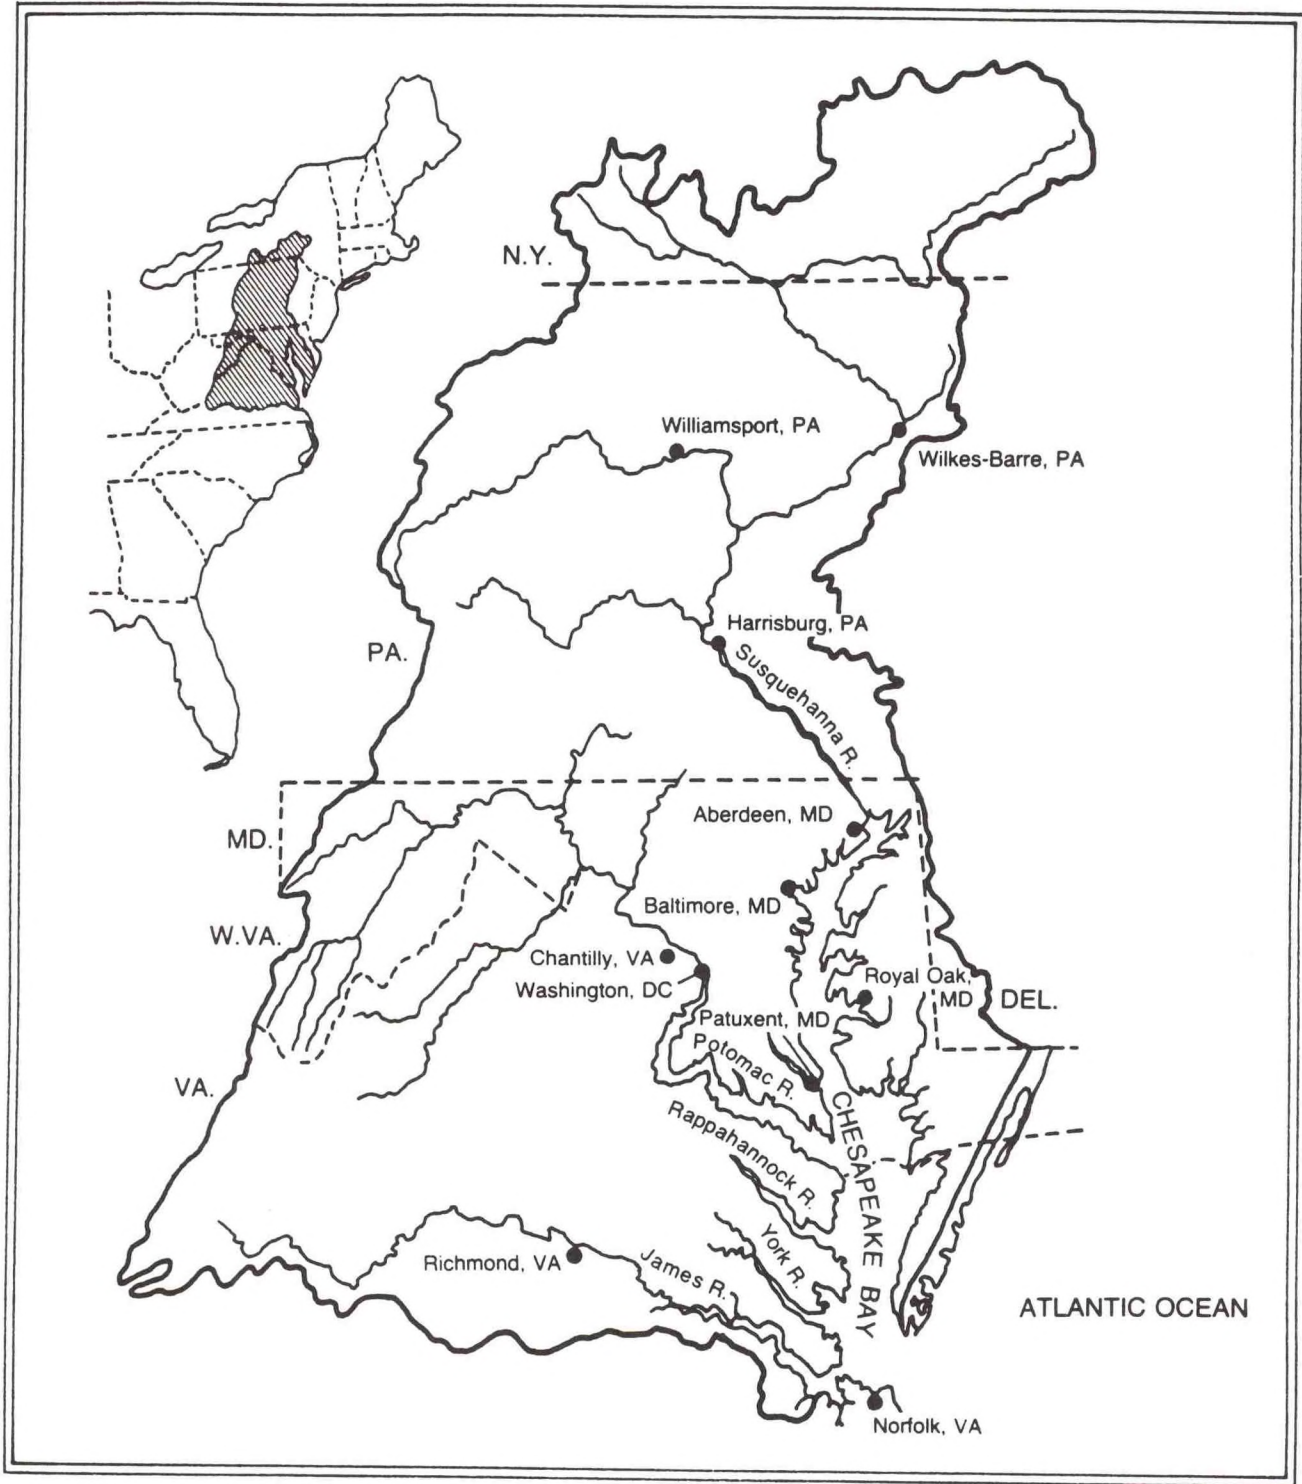 N.Y.
Williamsport, PA
Wilkes-Barre, PA
Harrisburg, PA
PA.
Susquehanna R.
Aberdeen, MD
MD.
Baltimore, MD
W.VA.
Chantilly, VA
Royal Oak,
MD
Washington, DC
DEL.
Patuxent, MD
Potomac R.
VA.
Rappahannock R.
CHESAPEAKE BAY
York R.
Richmond, VA
James R.
ATLANTIC OCEAN
Norfolk, VA